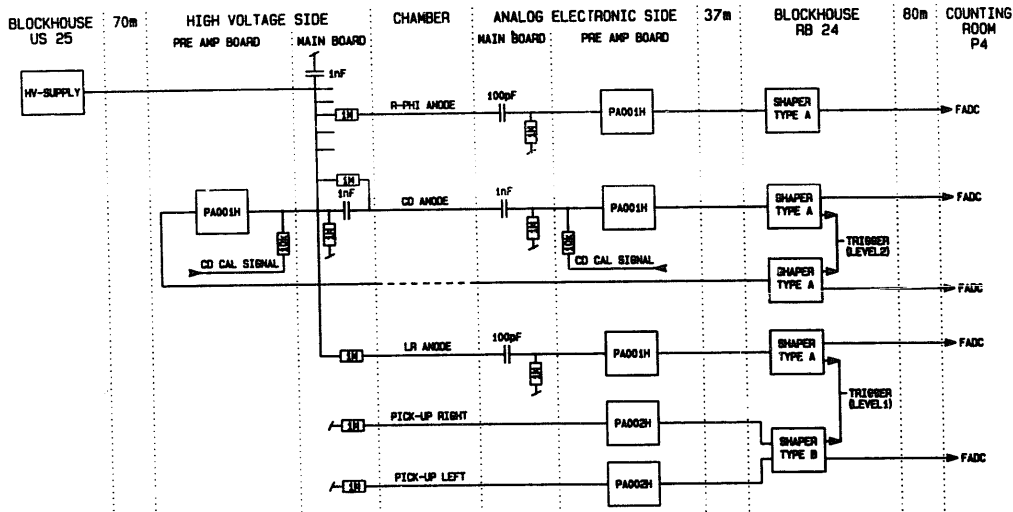 BLOCKHOUSE
US 25
70m
HIGH VOLTAGE SIDE
PRE AMP BOARD
MAIN BOARD
CHAMBER
ANALOG ELECTRONIC SIDE
MAIN BOARD
PRE AMP BOARD
37m
BLOCKHOUSE
RB 24
80m
COUNTING
ROOM
P4
HV-SUPPLY
1nF
1M
R-PHI ANODE
100pF
1M
PA001H
SHAPER
TYPE A
FADC
1M
1nF
PA001H
10k
CD CAL SIGNAL
1M
CD ANODE
1nF
1M
10k
CD CAL SIGNAL
PA001H
SHAPER
TYPE A
FADC
TRIGGER
(LEVEL2)
SHAPER
TYPE A
FADC
1M
LR ANODE
100pF
1M
PA001H
SHAPER
TYPE A
FADC
TRIGGER
(LEVEL1)
1M
PICK-UP RIGHT
PA002H
SHAPER
TYPE B
FADC
1M
PICK-UP LEFT
PA002H